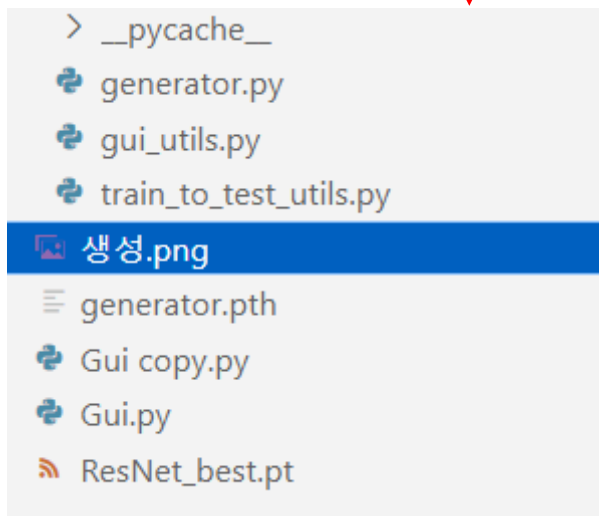 __pycache__
generator.py
gui_utils.py
train_to_test_utils.py
생성.png
generator.pth
Gui copy.py
Gui.py
ResNet_best.pt